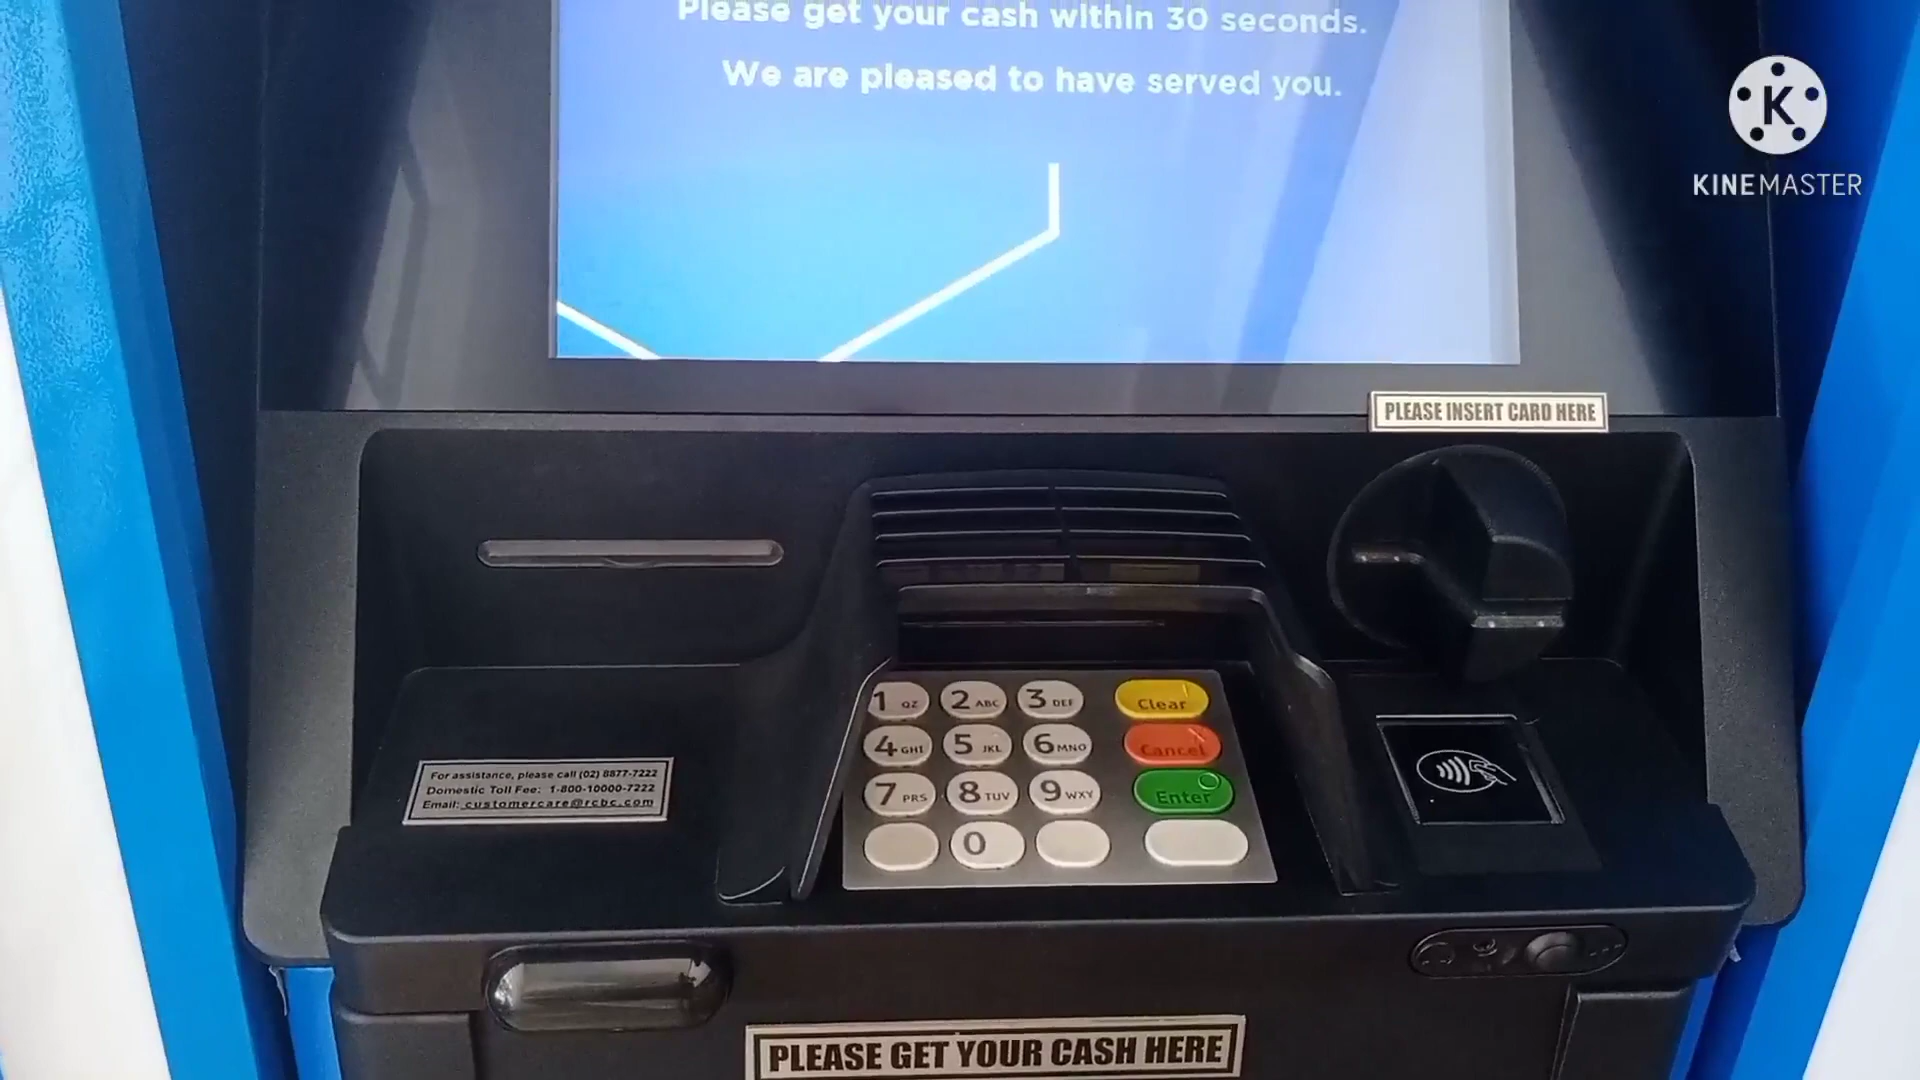 Please get your cash within 30 seconds.
We are pleased to have served you.
K
KINEMASTER
PLEASE INSERT CARD HERE
1 QZ 2 ABC 3 DEF Clear
4 GHI 5 JKL 6 MNO Cancel
7 PRS 8 TUV 9 WXY Enter
0
For assistance, please call (02) 8877-7222
Domestic Toll Fee: 1-800-10000-7222
Email: customercare@rcbc.com
PLEASE GET YOUR CASH HERE